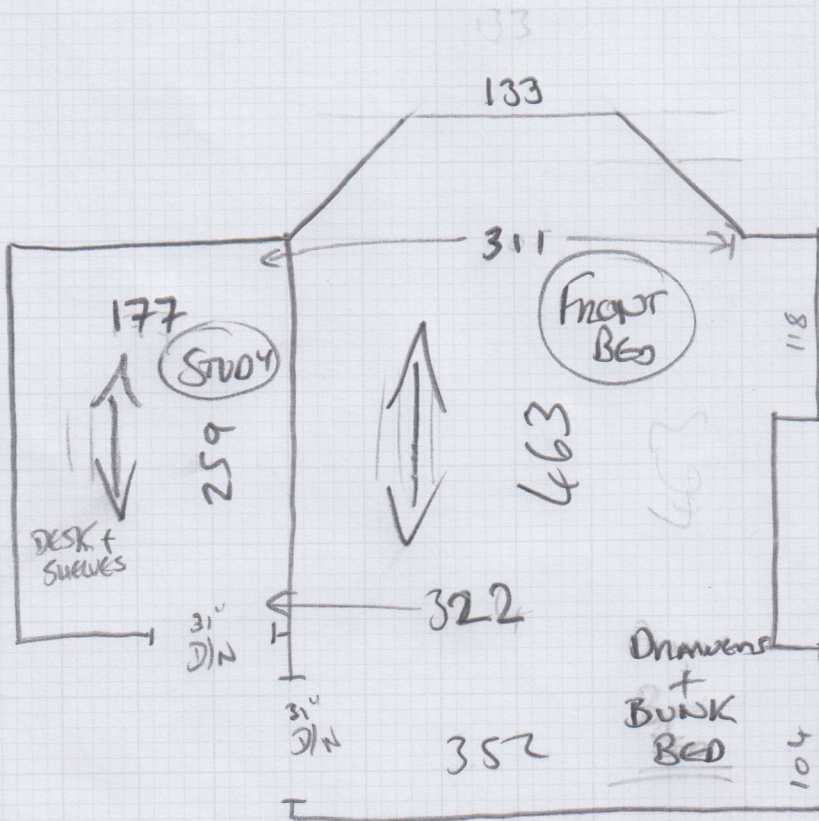 133
133
311
FRONT
BED
118
177
STUDY
259
463
463
DESK +
SHELVES
322
31"
D/N
DRAWERS
+
BUNK
BED
31"
D/N
352
104